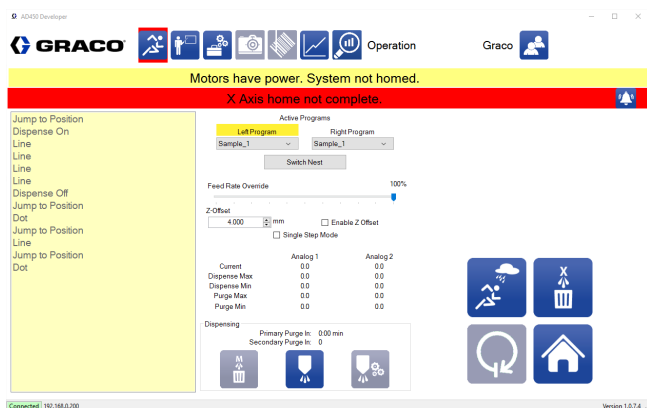 AD450 Developer
GRACO
Operation
Graco
Motors have power. System not homed.
X Axis home not complete.
Jump to Position
Dispense On
Line
Line
Line
Line
Dispense Off
Jump to Position
Dot
Jump to Position
Line
Jump to Position
Dot
Active Programs
Left Program Right Program
Sample_1 Sample_1
Switch Nest
Feed Rate Override 100%
Z-Offset
4.000 mm Enable Z Offset
Single Step Mode
Analog 1 Analog 2
Current 0.0 0.0
Dispense Max 0.0 0.0
Dispense Min 0.0 0.0
Purge Max 0.0 0.0
Purge Min 0.0 0.0
Dispensing
Primary Purge In: 0:00 min
Secondary Purge In: 0
M
X
Connected 192.168.0.200 Version 1.0.7.4